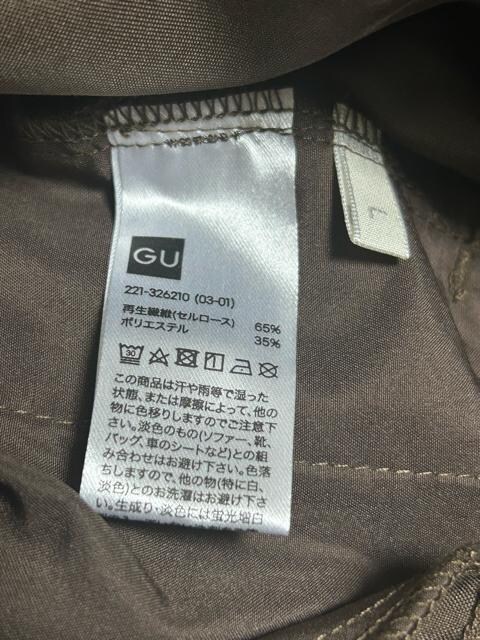 GU
221-326210 (03-01)
再生繊維(セルロース) 65%
ポリエステル 35%
30
この商品は汗や雨等で湿った
状態、または摩擦によって、他の
物に色移りしますのでご注意下
さい。淡色のもの(ソファー、靴、
バッグ、車のシートなど)との組
み合わせはお避け下さい。色落
ちしますので、他の物(特に白、
淡色)とのお洗濯はお避け下さ
い。生成り・淡色には蛍光増白
L